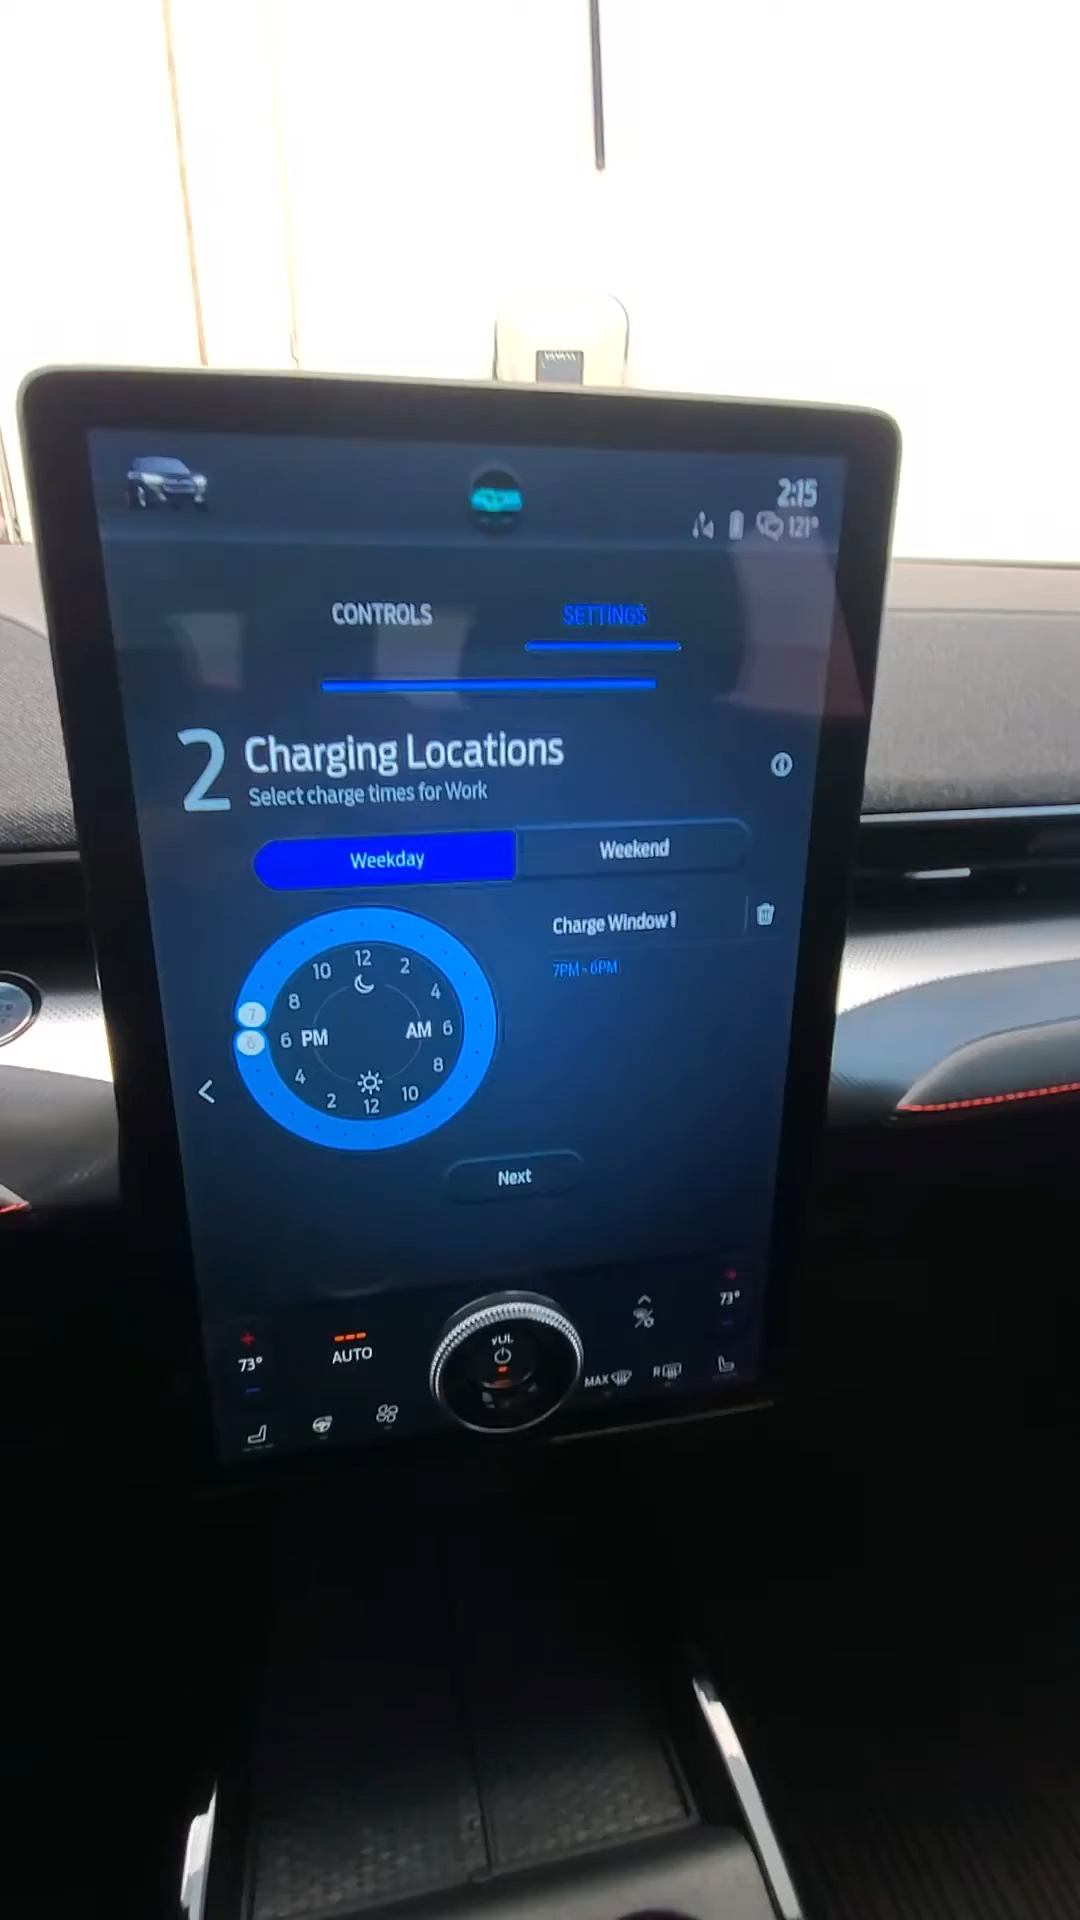 2:15
121°
CONTROLS
SETTINGS
2
Charging Locations
Select charge times for Work
Weekday
Weekend
Charge Window 1
7PM - 6PM
12
10
2
8
4
7
6
6 PM
AM 6
4
8
2
10
12
Next
73°
AUTO
VOL
73°
MAX
R